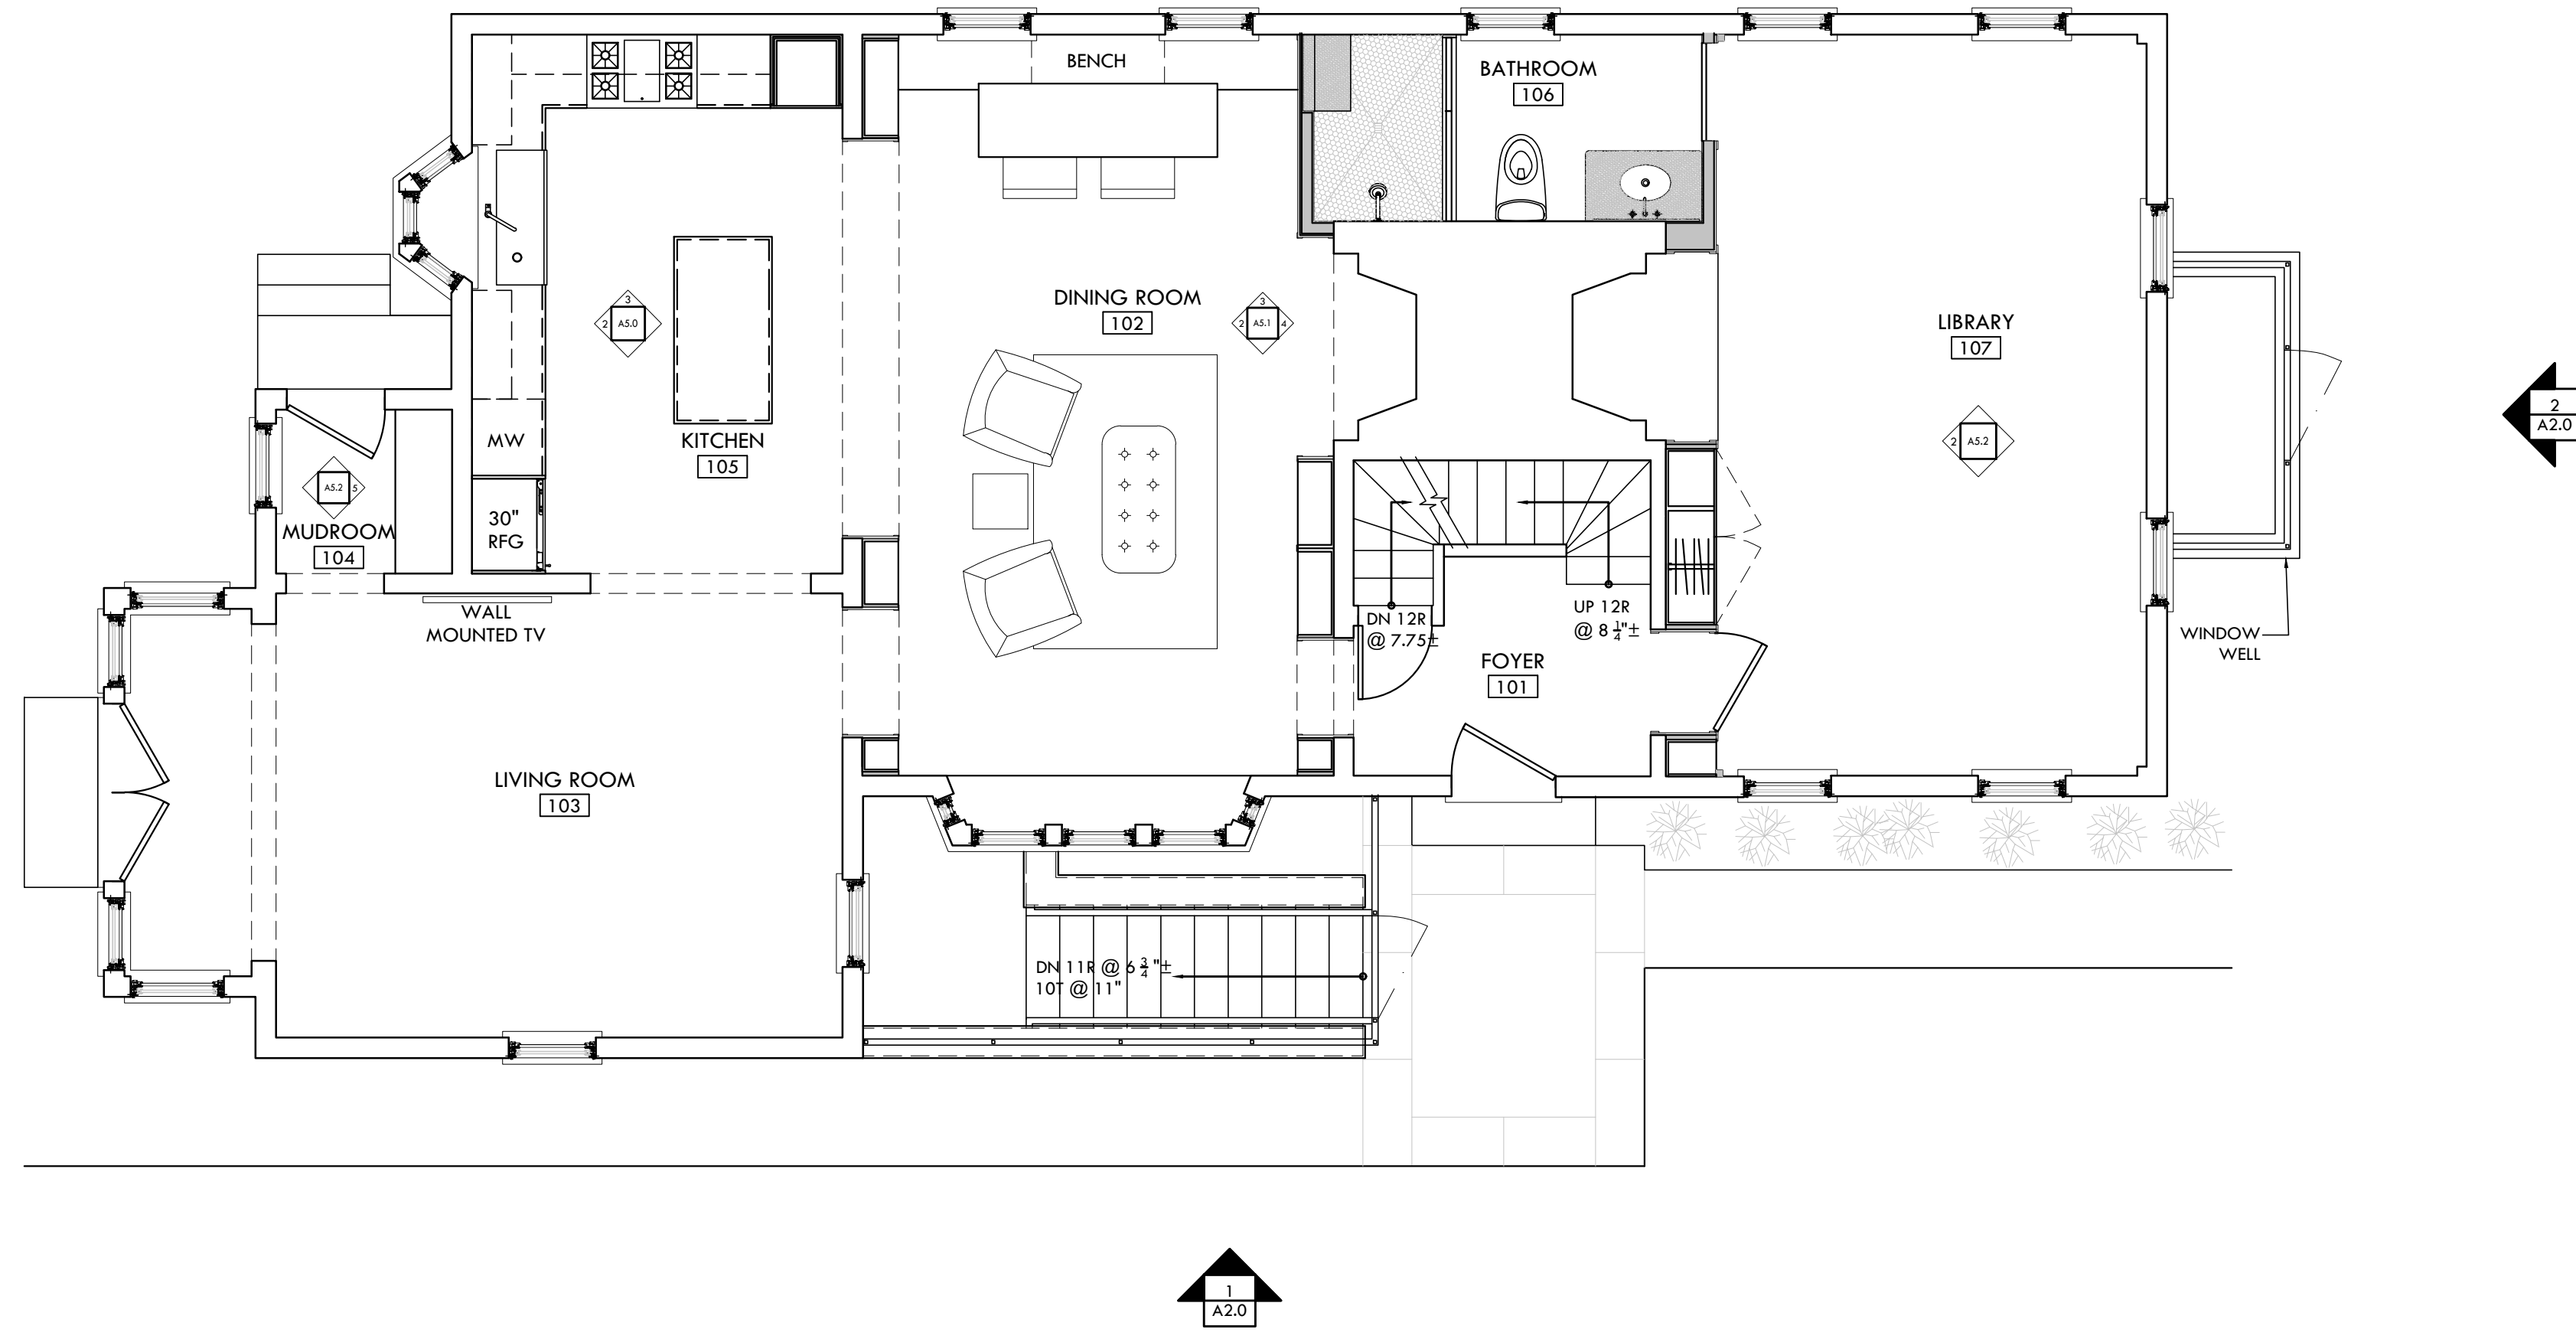 BENCH
BATHROOM
106
DINING ROOM
102
3
2 A5.0
3
2 A5.1 4
LIBRARY
107
2
A2.0
2 A5.2
MW
KITCHEN
105
A5.2 5
MUDROOM
104
30"
RFG
WALL
MOUNTED TV
DN 12R
@ 7.75±
UP 12R
@ 8 1/4"±
FOYER
101
WINDOW
WELL
LIVING ROOM
103
DN 11R @ 6 3/4"±
10T @ 11"
1
A2.0